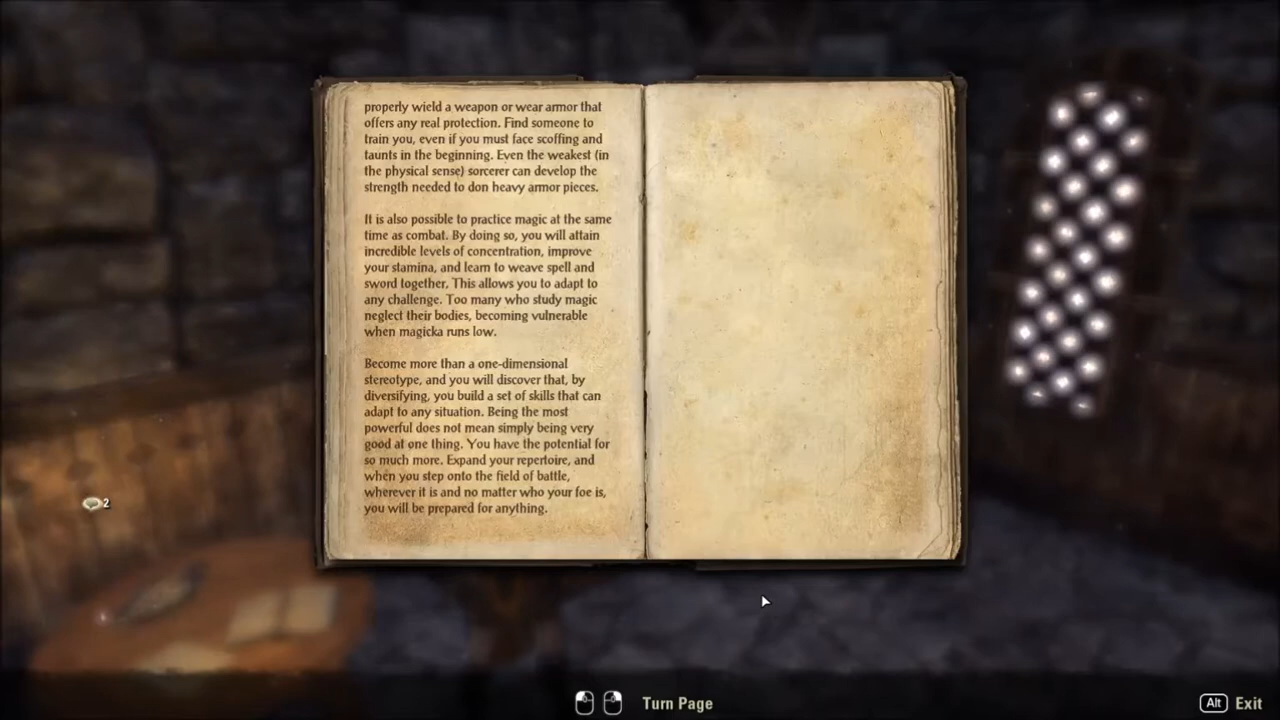 properly wield a weapon or wear armor that
offers any real protection. Find someone to
train you, even if you must face scoffing and
taunts in the beginning. Even the weakest (in
the physical sense) sorcerer can develop the
strength needed to don heavy armor pieces.
It is also possible to practice magic at the same
time as combat. By doing so, you will attain
incredible levels of concentration, improve
your stamina, and learn to weave spell and
sword together. This allows you to adapt to
any challenge. Too many who study magic
neglect their bodies, becoming vulnerable
when magicka runs low.
Become more than a one-dimensional
stereotype, and you will discover that, by
diversifying, you build a set of skills that can
adapt to any situation. Being the most
powerful does not mean simply being very
good at one thing. You have the potential for
so much more. Expand your repertoire, and
when you step onto the field of battle,
wherever it is and no matter who your foe is,
you will be prepared for anything.
2
Turn Page
Alt Exit